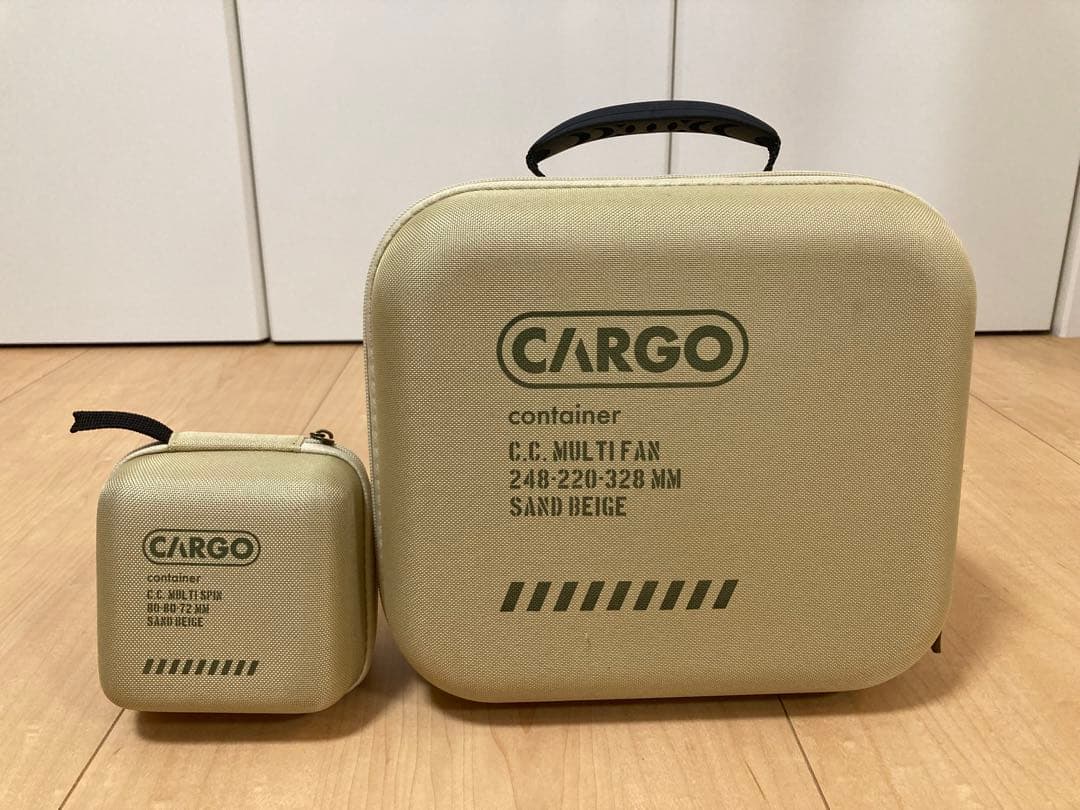 CARGO
container
C.C. MULTI FAN
248-220-328 MM
SAND BEIGE
CARGO
container
C.C. MULTI SPIN
80-80-72 MM
SAND BEIGE